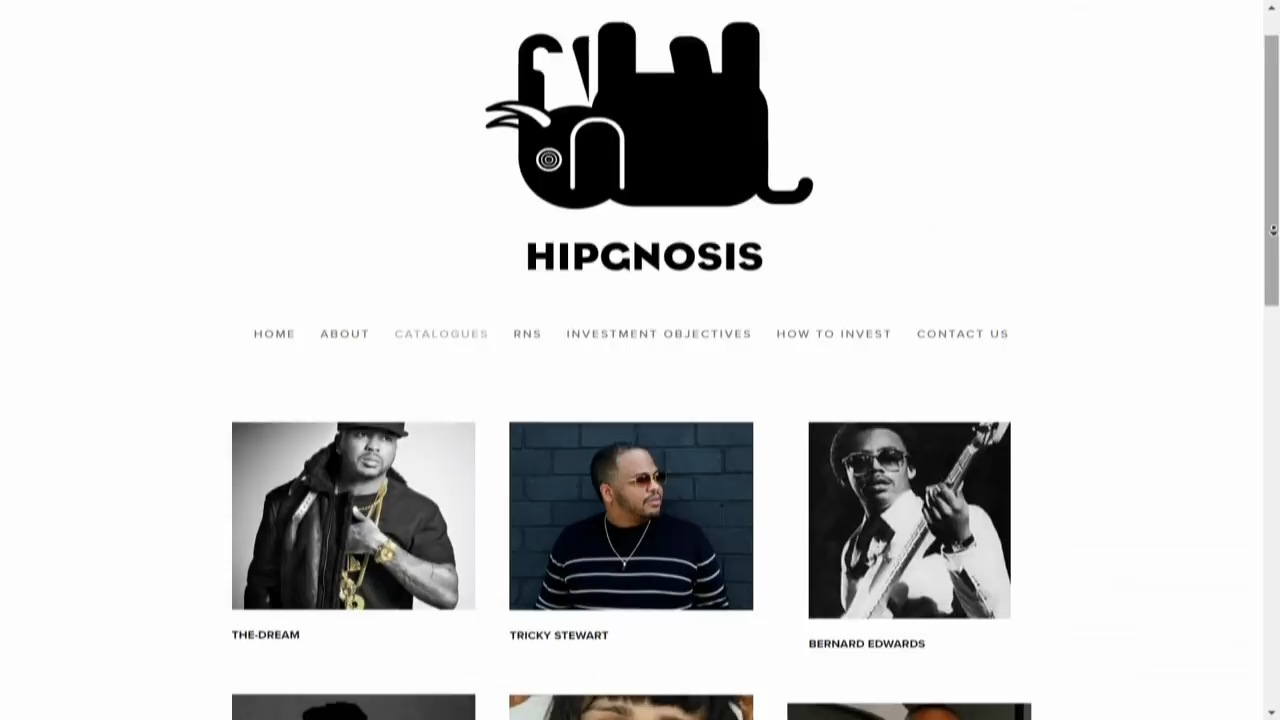 HIPGNOSIS
HOME ABOUT CATALOGUES RNS INVESTMENT OBJECTIVES HOW TO INVEST CONTACT US
THE-DREAM
TRICKY STEWART
BERNARD EDWARDS